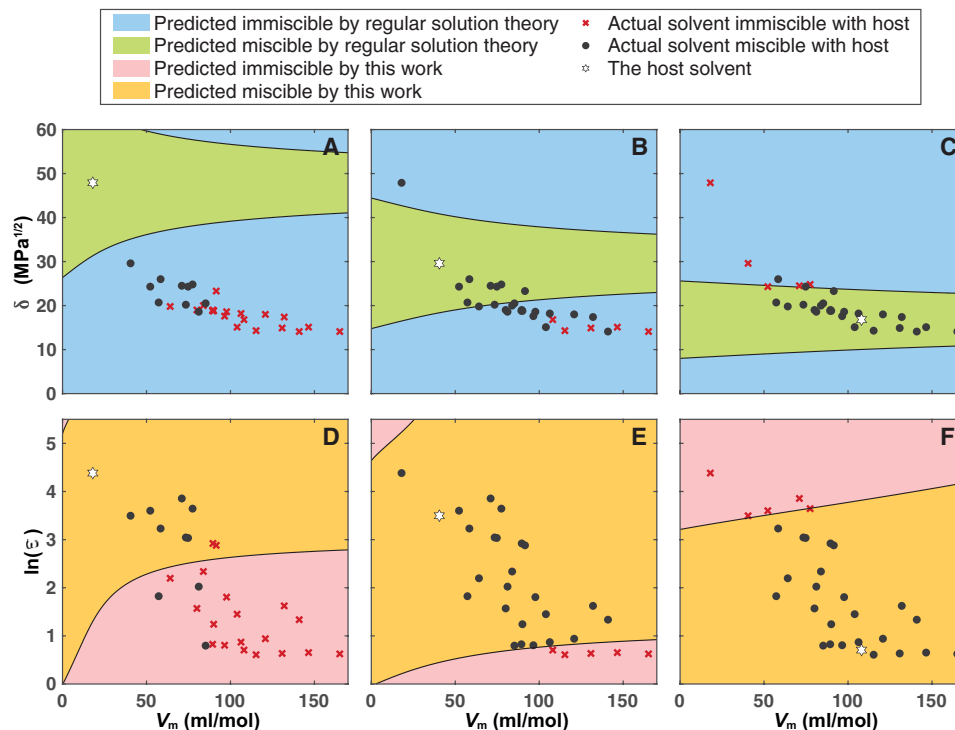 Predicted immiscible by regular solution theory
Predicted miscible by regular solution theory
Predicted immiscible by this work
Predicted miscible by this work
Actual solvent immiscible with host
Actual solvent miscible with host
The host solvent
60
50
40
30
20
10
0
δ (MPa1/2)
A
B
C
5
4
3
2
1
0
ln(ε)
D
E
F
0 50 100 150
0 50 100 150
0 50 100 150
Vm (ml/mol)
Vm (ml/mol)
Vm (ml/mol)